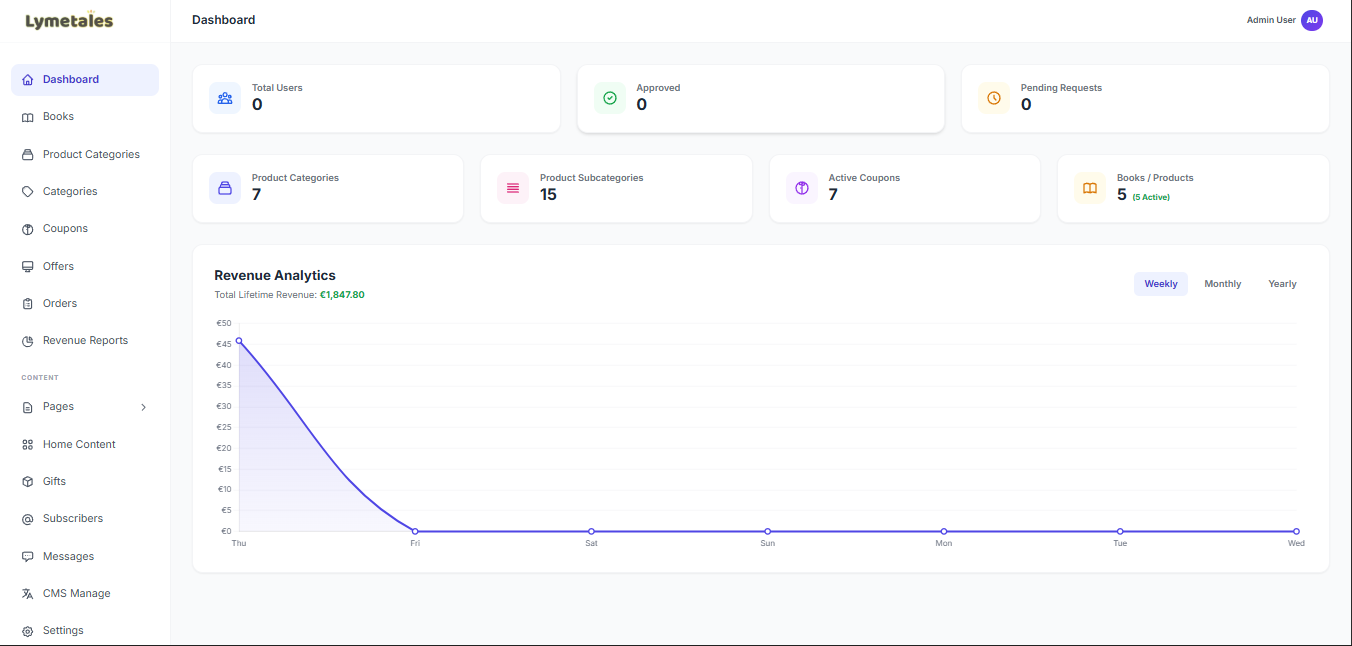 Lymetales
Dashboard
Admin User
AU
Dashboard
Books
Product Categories
Categories
Coupons
Offers
Orders
Revenue Reports
CONTENT
Pages
Home Content
Gifts
Subscribers
Messages
CMS Manage
Settings
Total Users
0
Approved
0
Pending Requests
0
Product Categories
7
Product Subcategories
15
Active Coupons
7
Books / Products
5 (5 Active)
Revenue Analytics
Total Lifetime Revenue: €1,847.80
Weekly
Monthly
Yearly
€50
€45
€40
€35
€30
€25
€20
€15
€10
€5
€0
Thu
Fri
Sat
Sun
Mon
Tue
Wed